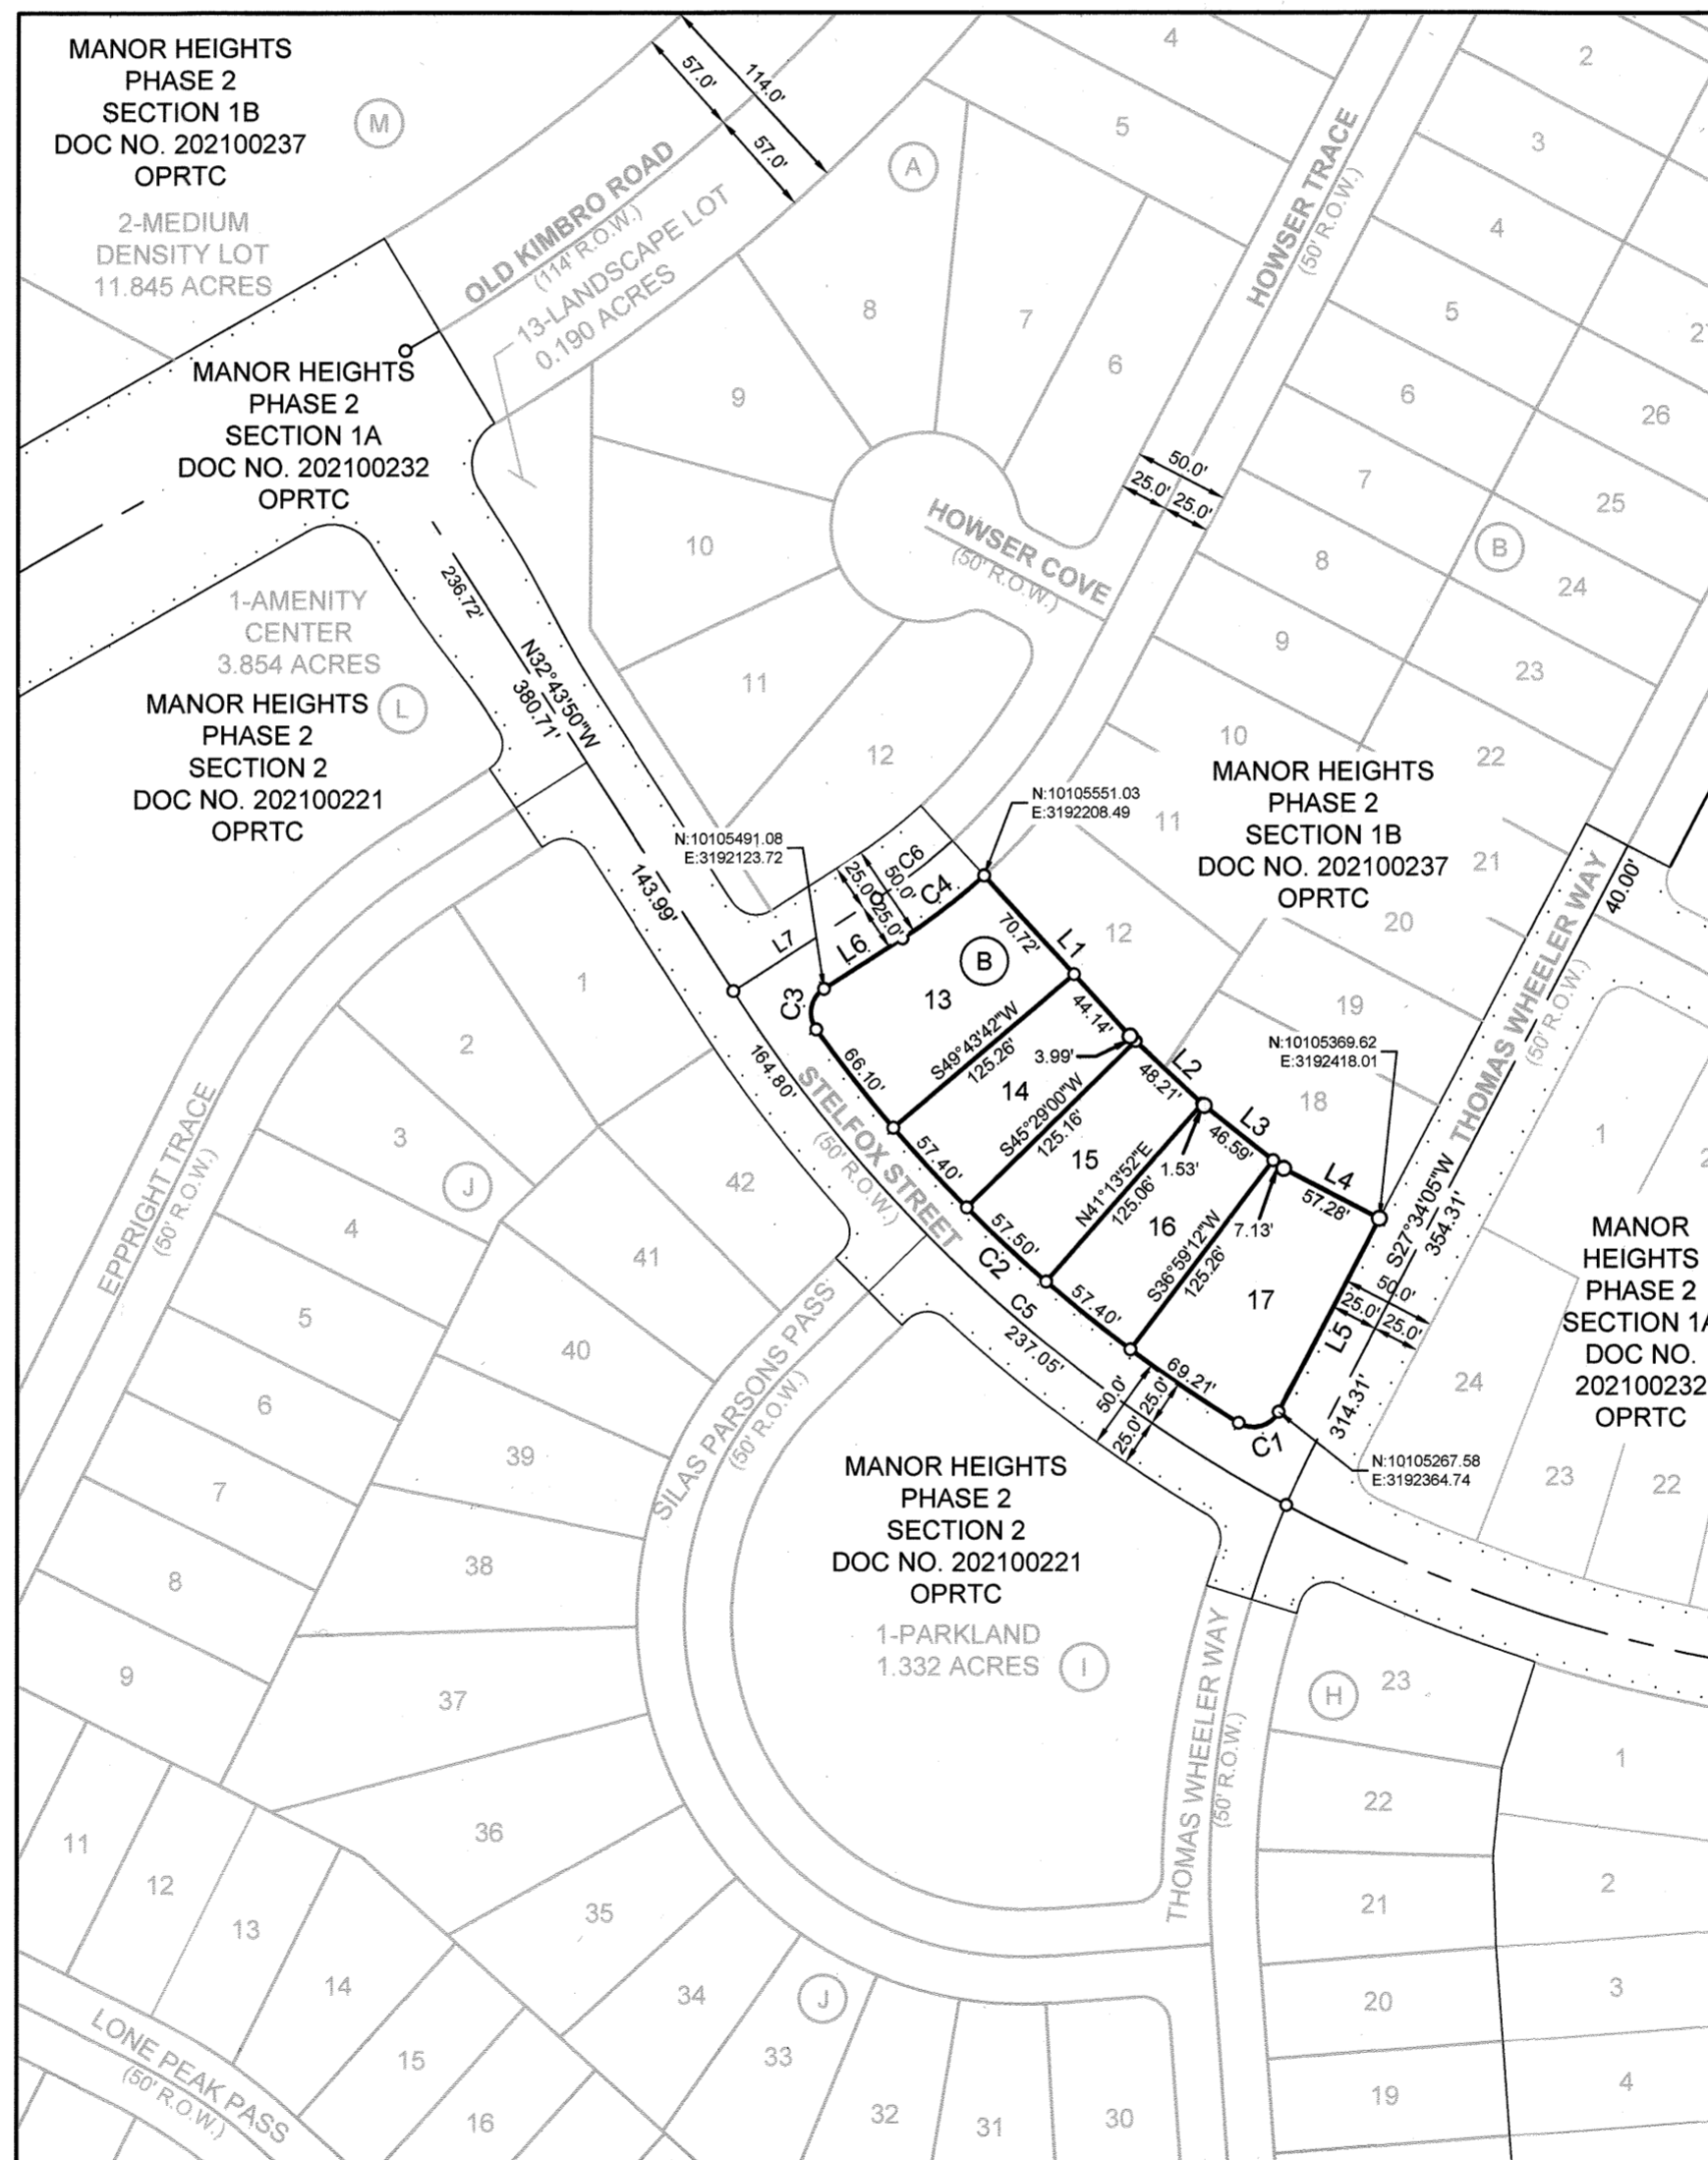 MANOR HEIGHTS
PHASE 2
SECTION 1B
DOC NO. 202100237
OPRTC
2-MEDIUM
DENSITY LOT
11.845 ACRES
M
57.0'
114.0'
57.0'
OLD KIMBRO ROAD
(114' R.O.W.)
13-LANDSCAPE LOT
0.190 ACRES
A
4
5
6
7
8
9
10
11
12
HOWSER TRACE
(50' R.O.W.)
2
3
4
5
6
7
8
9
10
11
12
27
26
25
24
23
22
21
20
19
18
B
50.0'
25.0'
25.0'
HOWSER COVE
(50' R.O.W.)
MANOR HEIGHTS
PHASE 2
SECTION 1A
DOC NO. 202100232
OPRTC
1-AMENITY
CENTER
3.854 ACRES
L
MANOR HEIGHTS
PHASE 2
SECTION 2
DOC NO. 202100221
OPRTC
236.72'
N32°43'50"W
380.71'
143.99'
MANOR HEIGHTS
PHASE 2
SECTION 1B
DOC NO. 202100237
OPRTC
N:10105551.03
E:3192208.49
N:10105491.08
E:3192123.72
C6
50.0'
25.0'
25.0'
C4
L7
L6
C3
B
70.72'
L1
13
S49°43'42"W
125.26'
44.14'
3.99'
14
S45°29'00"W
125.16'
L2
48.21'
15
N41°13'52"E
125.06'
1.53'
L3
46.59'
16
S36°59'12"W
125.26'
7.13'
L4
57.28'
17
N:10105369.62
E:3192418.01
66.10'
57.40'
57.50'
57.40'
69.21'
C2
C5
237.05'
164.80'
STELFOX STREET
(50' R.O.W.)
50.0'
25.0'
25.0'
C1
L5
S27°34'05"W
354.31'
50.0'
25.0'
25.0'
314.31'
N:10105267.58
E:3192364.74
THOMAS WHEELER WAY
(50' R.O.W.)
40.00'
1
2
24
23
22
MANOR
HEIGHTS
PHASE 2
SECTION 1A
DOC NO.
202100232
OPRTC
EPPRIGHT TRACE
(50' R.O.W.)
J
1
2
3
4
5
6
7
8
9
11
12
13
14
15
16
42
41
40
39
38
37
36
35
34
33
32
31
30
J
SILAS PARSONS PASS
(50' R.O.W.)
MANOR HEIGHTS
PHASE 2
SECTION 2
DOC NO. 202100221
OPRTC
1-PARKLAND
1.332 ACRES
I
THOMAS WHEELER WAY
(50' R.O.W.)
H
23
22
21
20
19
1
2
3
4
LONE PEAK PASS
(50' R.O.W.)